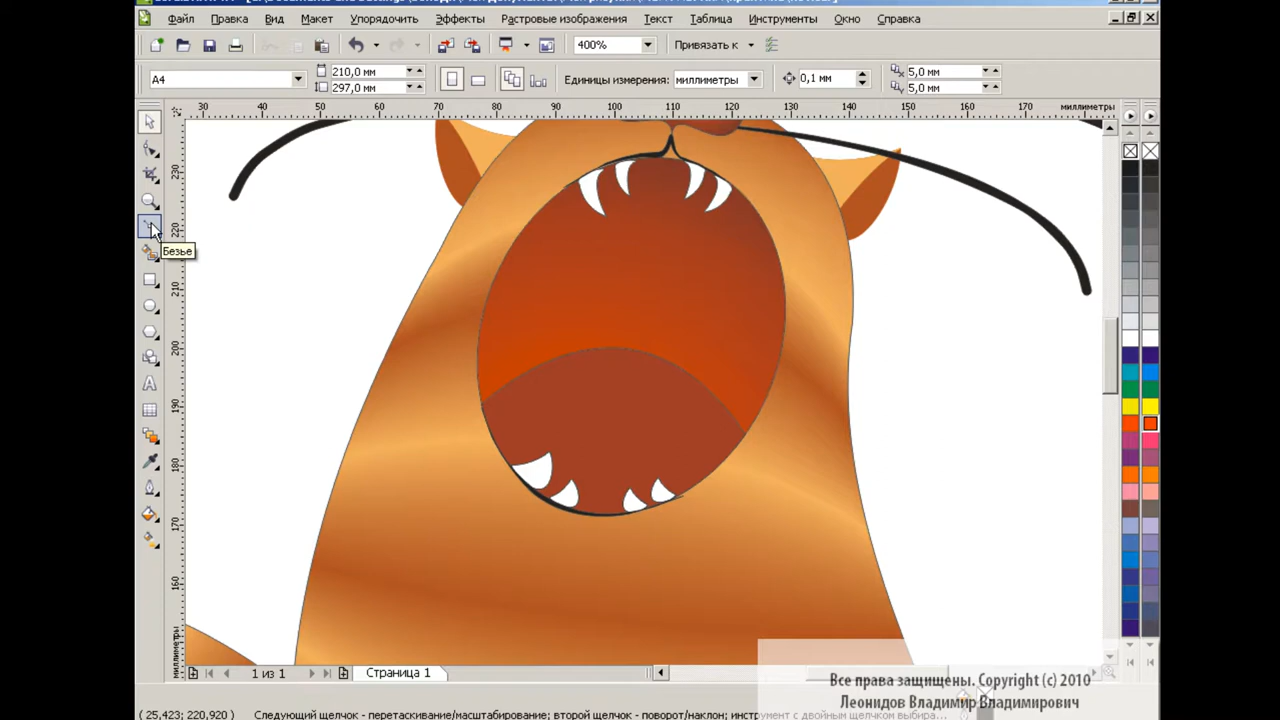 Файл Правка Вид Макет Упорядочить Эффекты Растровые изображения Текст Таблица Инструменты Окно Справка
400% Привязать к
A4 210,0 мм 297,0 мм Единицы измерения: миллиметры 0,1 мм 5,0 мм 5,0 мм
30 40 50 60 70 80 90 100 110 120 130 140 150 160 170 миллиметры
230
220
Безье
210
200
190
180
170
160
миллиметры
1 из 1 Страница 1
Все права защищены. Copyright (c) 2010
Леонидов Владимир Владимирович
( 25,423; 220,920 ) Следующий щелчок - перетаскивание/масштабирование; второй щелчок - поворот/наклон; инструмент с двойным щелчком выбира...